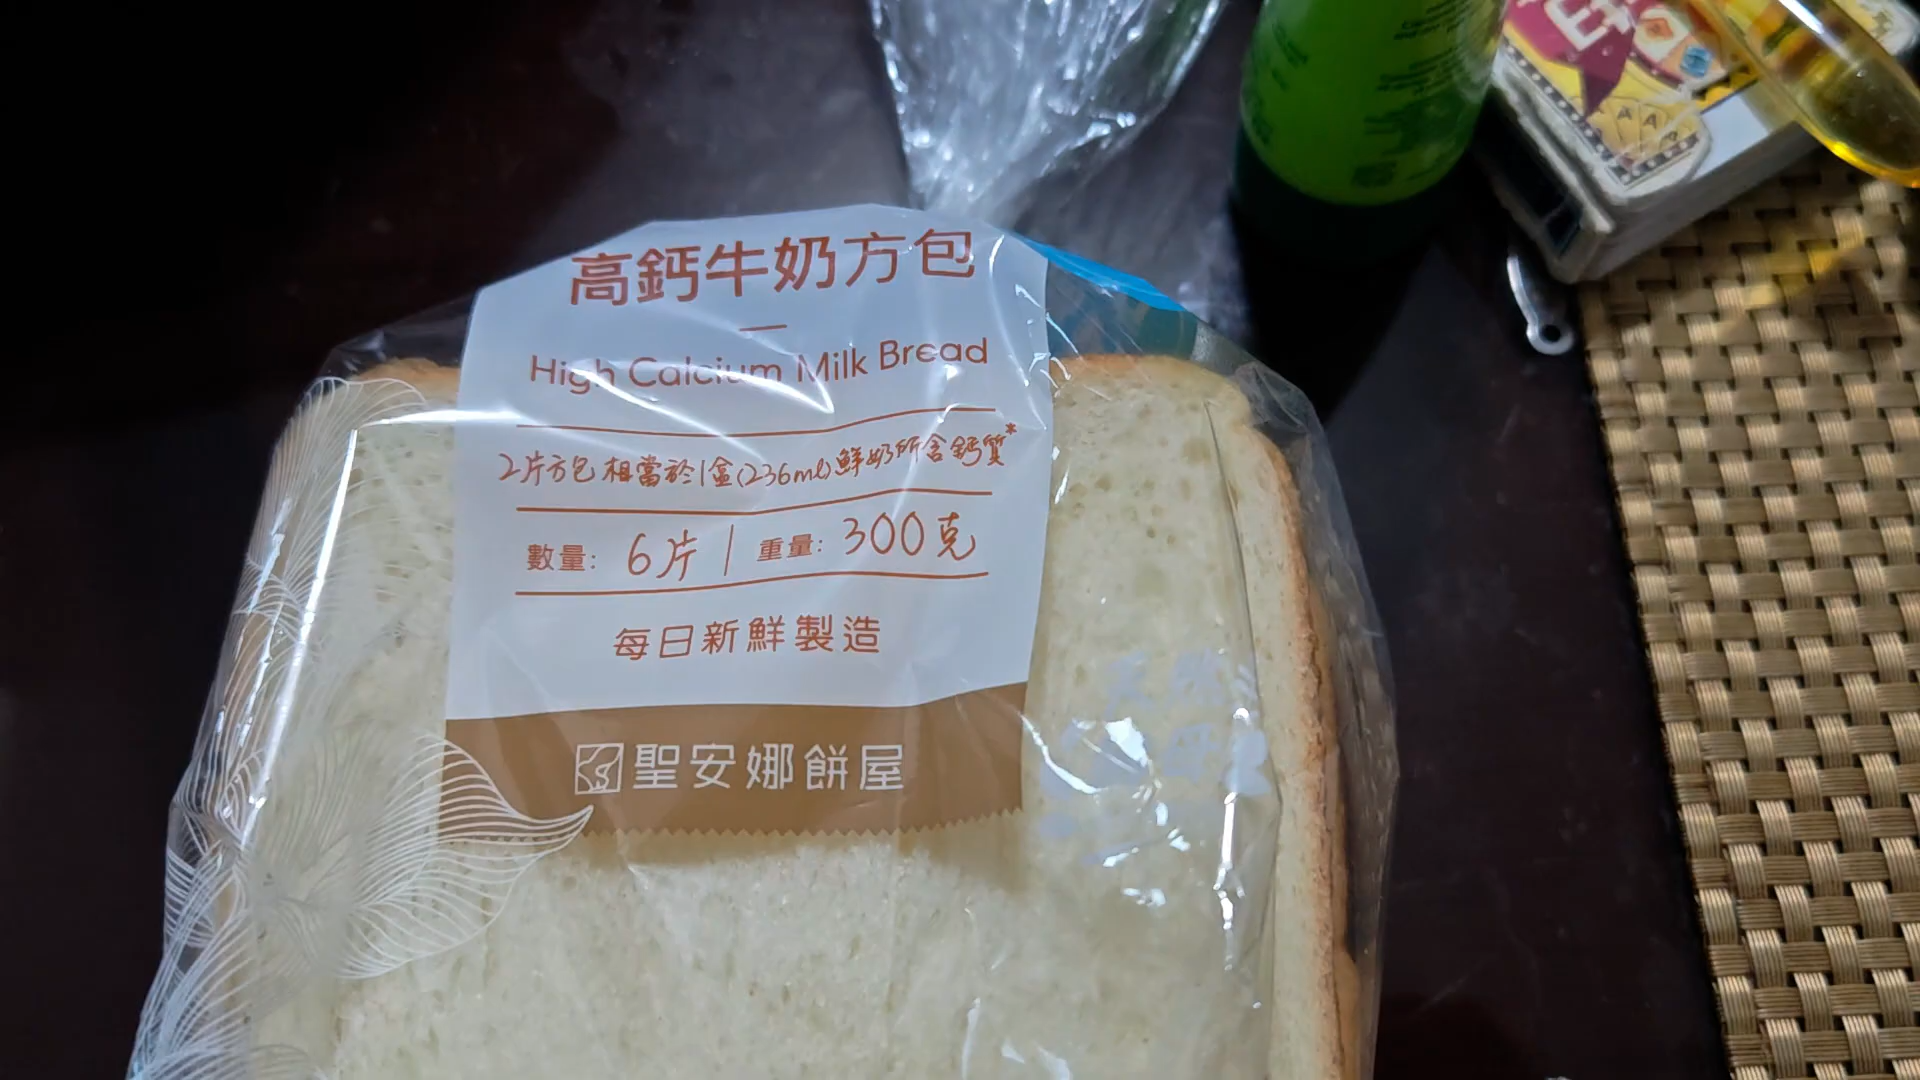 高鈣牛奶方包
High Calcium Milk Bread
2片方包相當於1盒(236ml)鮮奶所含鈣質*
數量: 6片 | 重量: 300克
每日新鮮製造
聖安娜餅屋
A A A